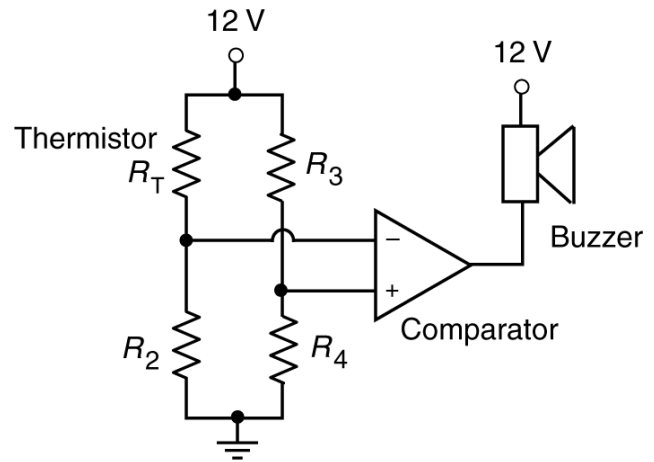 12 V
12 V
Thermistor
R_T
R_3
−
Buzzer
+
Comparator
R_2
R_4